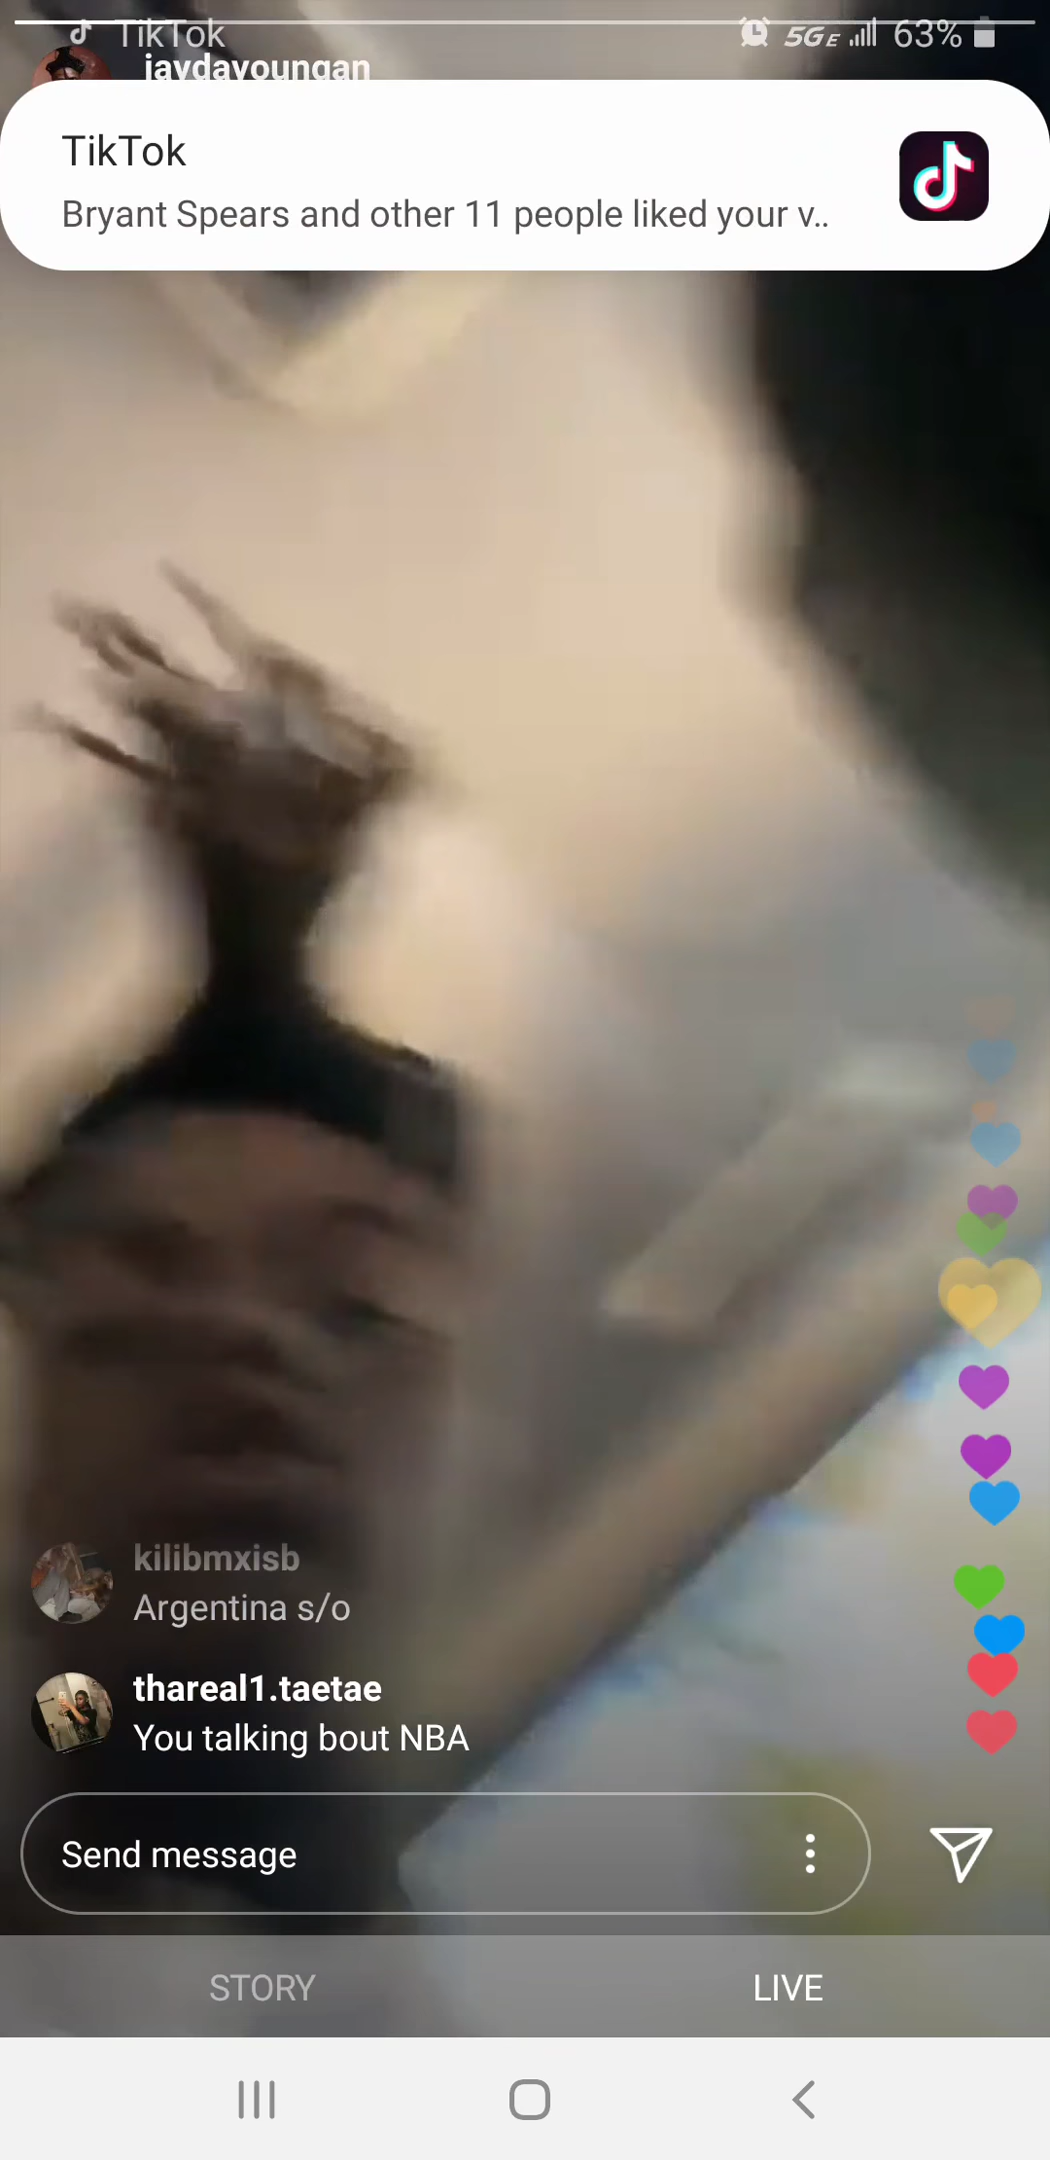 TikTok
5GE
63%
jaydayoungan
TikTok
Bryant Spears and other 11 people liked your v..
kilibmxisb
Argentina s/o
thareal1.taetae
You talking bout NBA
Send message
STORY
LIVE